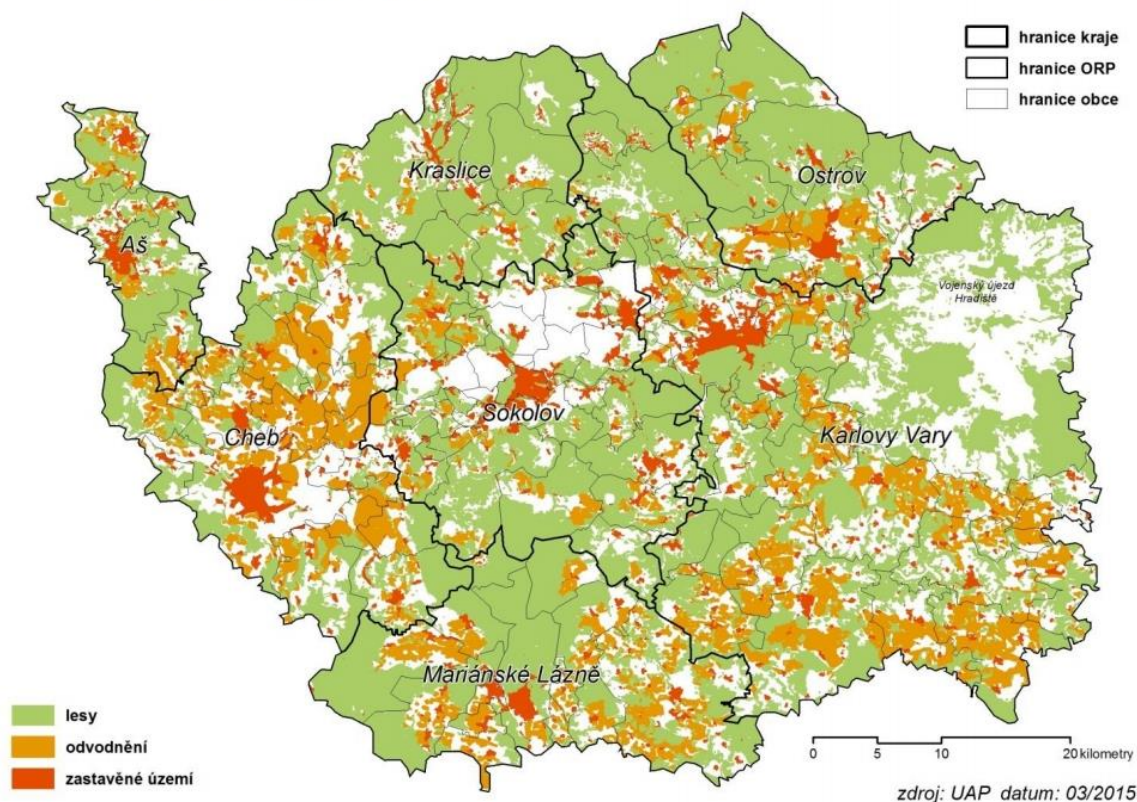 hranice kraje
hranice ORP
hranice obce
Kraslice
Ostrov
Aš
Vojenský újezd
Hradiště
Sokolov
Cheb
Karlovy Vary
Mariánské Lázně
lesy
odvodnění
zastavěné území
0 5 10 20 kilometry
zdroj: UAP datum: 03/2015